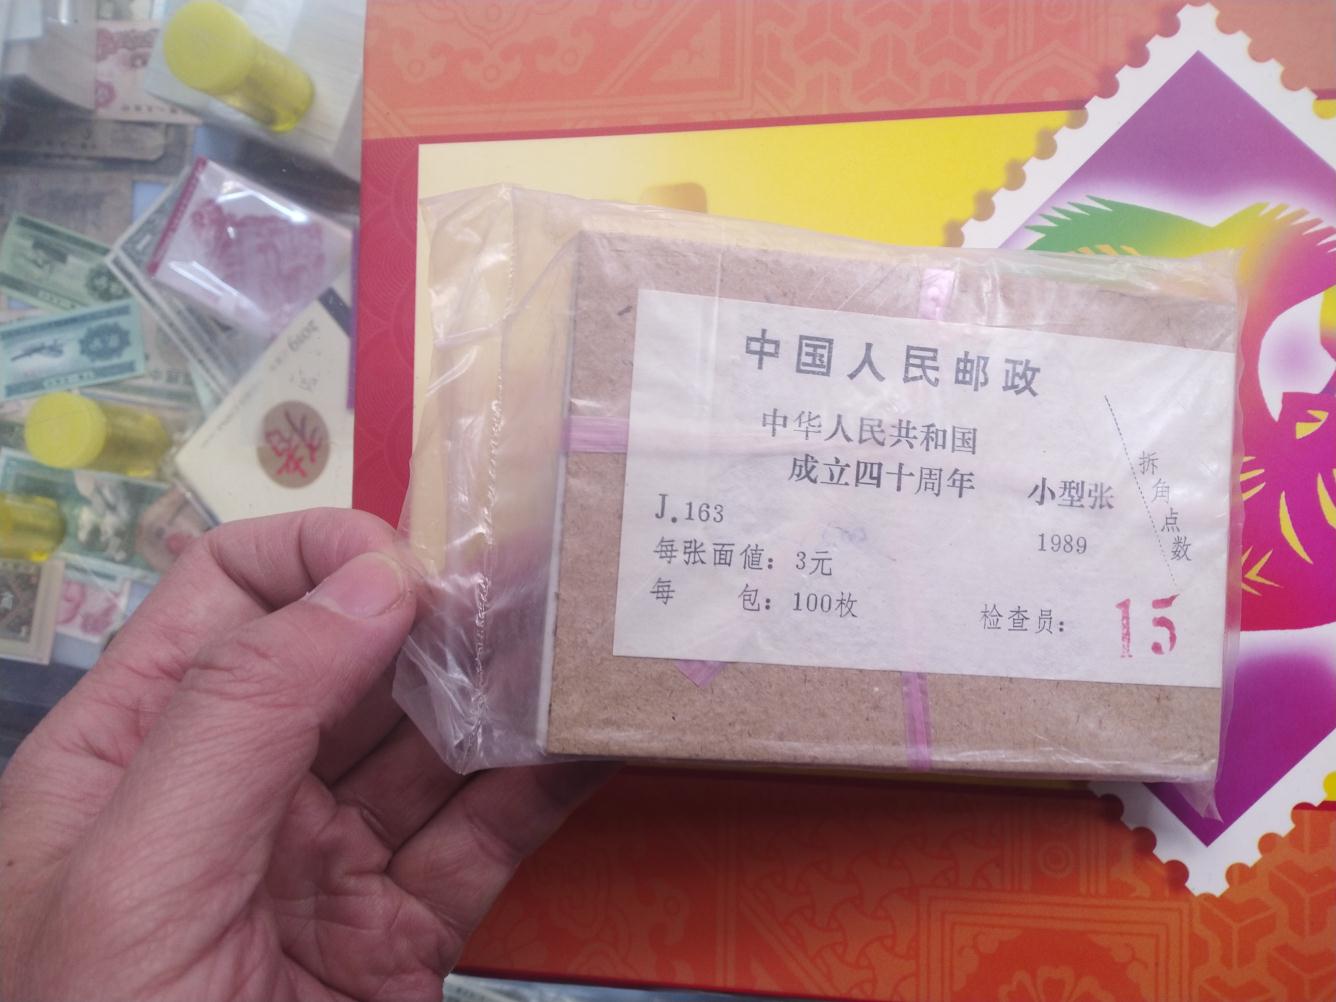 中国人民邮政
中华人民共和国
成立四十周年
小型张
J.163
1989
每张面值：3元
每 包：100枚
检查员：
15
拆角点数
2019